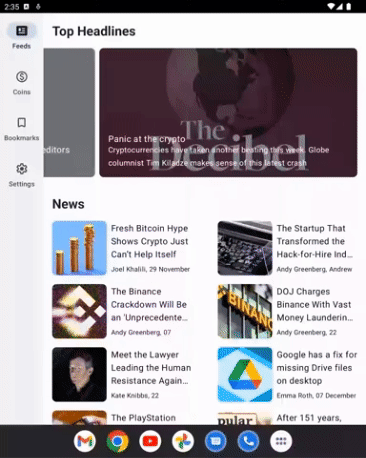 2:35
Top Headlines
Feeds
Coins
Bookmarks
Settings
editors
The
Decibel
Panic at the crypto
Cryptocurrencies have taken another beating this week. Globe
columnist Tim Kiladze makes sense of this latest crash
News
Fresh Bitcoin Hype
Shows Crypto Just
Can't Help Itself
Joel Khalili, 29 November
The Startup That
Transformed the
Hack-for-Hire Ind...
Andy Greenberg, Andrew
The Binance
Crackdown Will Be
an 'Unprecedente...
Andy Greenberg, 07
BINAN
DOJ Charges
Binance With Vast
Money Launderin...
Andy Greenberg, 22
Meet the Lawyer
Leading the Human
Resistance Again...
Kate Knibbs, 22
Google has a fix for
missing Drive files
on desktop
Emma Roth, 07 December
The PlayStation
pular
After 151 years,